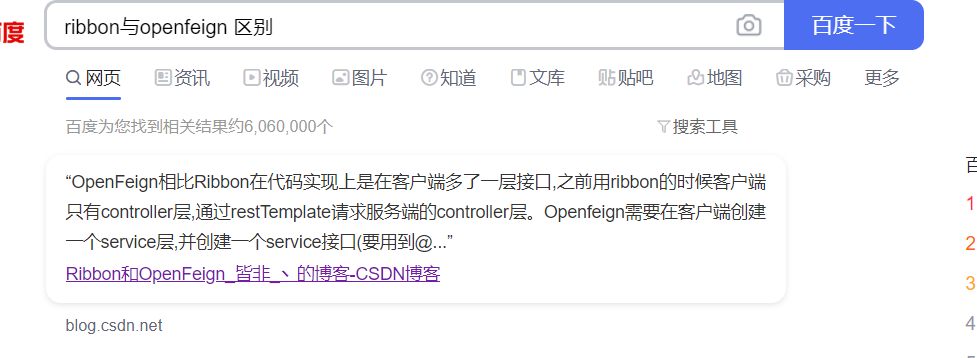 百度
ribbon与openfeign 区别
百度一下
网页 资讯 视频 图片 知道 文库 贴吧 地图 采购 更多
百度为您找到相关结果约6,060,000个
搜索工具
“OpenFeign相比Ribbon在代码实现上是在客户端多了一层接口,之前用ribbon的时候客户端
只有controller层,通过restTemplate请求服务端的controller层。Openfeign需要在客户端创建
一个service层,并创建一个service接口(要用到@...”
Ribbon和OpenFeign_皆非_丶 的博客-CSDN博客
blog.csdn.net
百
1
2
3
4